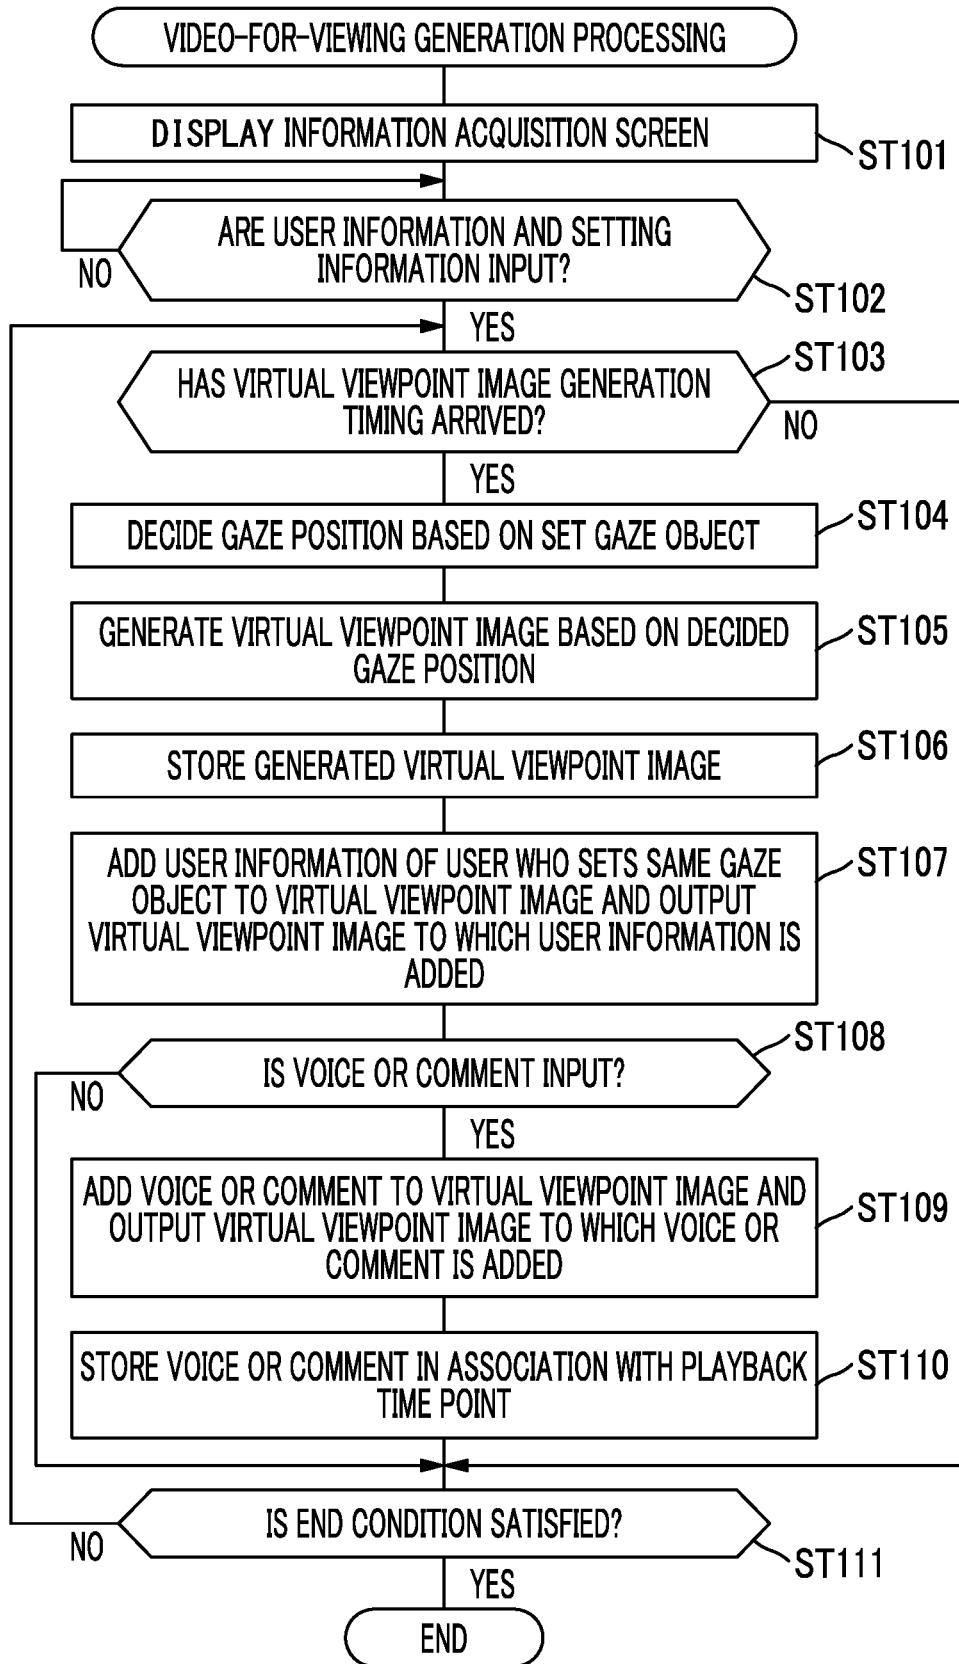 VIDEO-FOR-VIEWING GENERATION PROCESSING
DISPLAY INFORMATION ACQUISITION SCREEN
ST101
ARE USER INFORMATION AND SETTING
INFORMATION INPUT?
NO
ST102
YES
ST103
HAS VIRTUAL VIEWPOINT IMAGE GENERATION
TIMING ARRIVED?
NO
YES
ST104
DECIDE GAZE POSITION BASED ON SET GAZE OBJECT
GENERATE VIRTUAL VIEWPOINT IMAGE BASED ON DECIDED
GAZE POSITION
ST105
STORE GENERATED VIRTUAL VIEWPOINT IMAGE
ST106
ADD USER INFORMATION OF USER WHO SETS SAME GAZE
OBJECT TO VIRTUAL VIEWPOINT IMAGE AND OUTPUT
VIRTUAL VIEWPOINT IMAGE TO WHICH USER INFORMATION IS
ADDED
ST107
ST108
IS VOICE OR COMMENT INPUT?
NO
YES
ADD VOICE OR COMMENT TO VIRTUAL VIEWPOINT IMAGE AND
OUTPUT VIRTUAL VIEWPOINT IMAGE TO WHICH VOICE OR
COMMENT IS ADDED
ST109
STORE VOICE OR COMMENT IN ASSOCIATION WITH PLAYBACK
TIME POINT
ST110
IS END CONDITION SATISFIED?
NO
ST111
YES
END